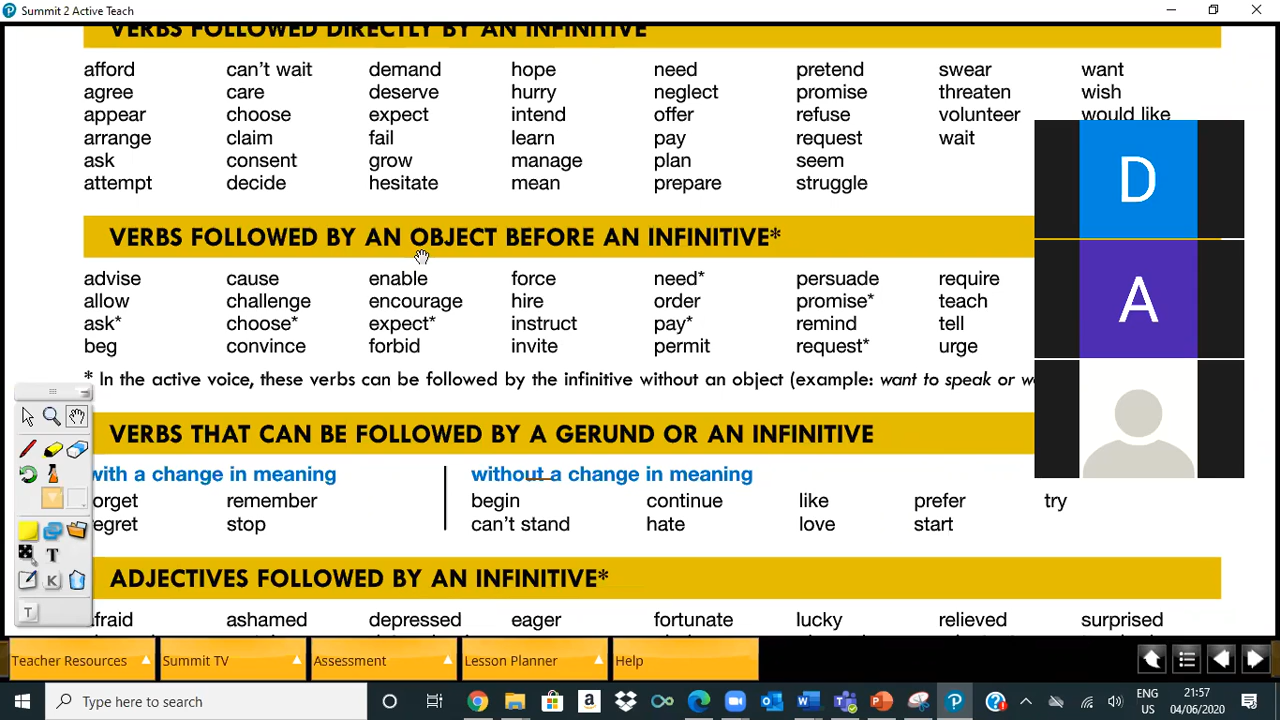 Summit 2 Active Teach
VERBS FOLLOWED DIRECTLY BY AN INFINITIVE
afford can't wait demand hope need pretend swear want
agree care deserve hurry neglect promise threaten wish
appear choose expect intend offer refuse volunteer would like
arrange claim fail learn pay request wait
ask consent grow manage plan seem
attempt decide hesitate mean prepare struggle
VERBS FOLLOWED BY AN OBJECT BEFORE AN INFINITIVE*
advise cause enable force need* persuade require
allow challenge encourage hire order promise* teach
ask* choose* expect* instruct pay* remind tell
beg convince forbid invite permit request* urge
* In the active voice, these verbs can be followed by the infinitive without an object (example: want to speak or
VERBS THAT CAN BE FOLLOWED BY A GERUND OR AN INFINITIVE
with a change in meaning without a change in meaning
orget remember begin continue like prefer try
egret stop can't stand hate love start
ADJECTIVES FOLLOWED BY AN INFINITIVE*
afraid ashamed depressed eager fortunate lucky relieved surprised
D
A
T
K
T
Teacher Resources Summit TV Assessment Lesson Planner Help
Type here to search
ENG 21:57
US 04/06/2020